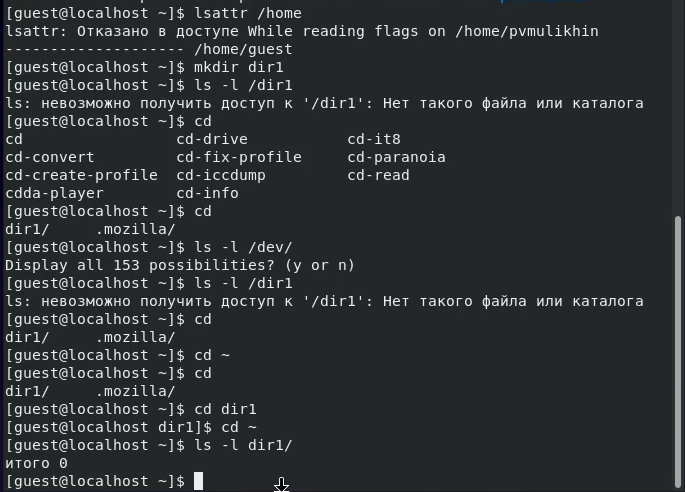 [guest@localhost ~]$ lsattr /home
lsattr: Отказано в доступе While reading flags on /home/pvmulikhin
------------------- /home/guest
[guest@localhost ~]$ mkdir dir1
[guest@localhost ~]$ ls -l /dir1
ls: невозможно получить доступ к '/dir1': Нет такого файла или каталога
[guest@localhost ~]$ cd
cd                 cd-drive           cd-it8
cd-convert         cd-fix-profile     cd-paranoia
cd-create-profile  cd-iccdump         cd-read
cdda-player        cd-info
[guest@localhost ~]$ cd
dir1/     .mozilla/
[guest@localhost ~]$ ls -l /dev/
Display all 153 possibilities? (y or n)
[guest@localhost ~]$ ls -l /dir1
ls: невозможно получить доступ к '/dir1': Нет такого файла или каталога
[guest@localhost ~]$ cd
dir1/     .mozilla/
[guest@localhost ~]$ cd ~
[guest@localhost ~]$ cd
dir1/     .mozilla/
[guest@localhost ~]$ cd dir1
[guest@localhost dir1]$ cd ~
[guest@localhost ~]$ ls -l dir1/
итого 0
[guest@localhost ~]$